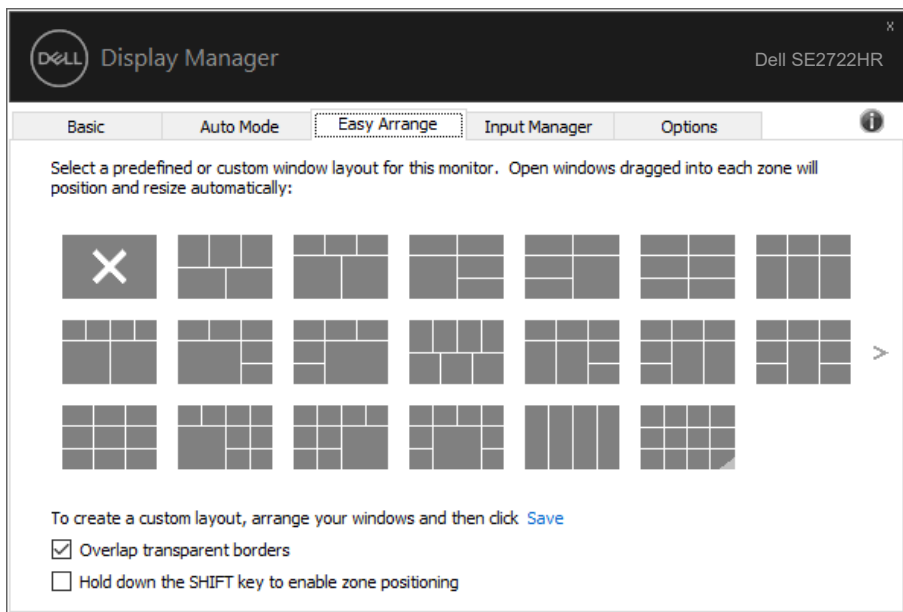 x
DELL Display Manager
Dell SE2722HR
Basic Auto Mode Easy Arrange Input Manager Options i
Select a predefined or custom window layout for this monitor. Open windows dragged into each zone will
position and resize automatically:
>
To create a custom layout, arrange your windows and then click Save
Overlap transparent borders
Hold down the SHIFT key to enable zone positioning